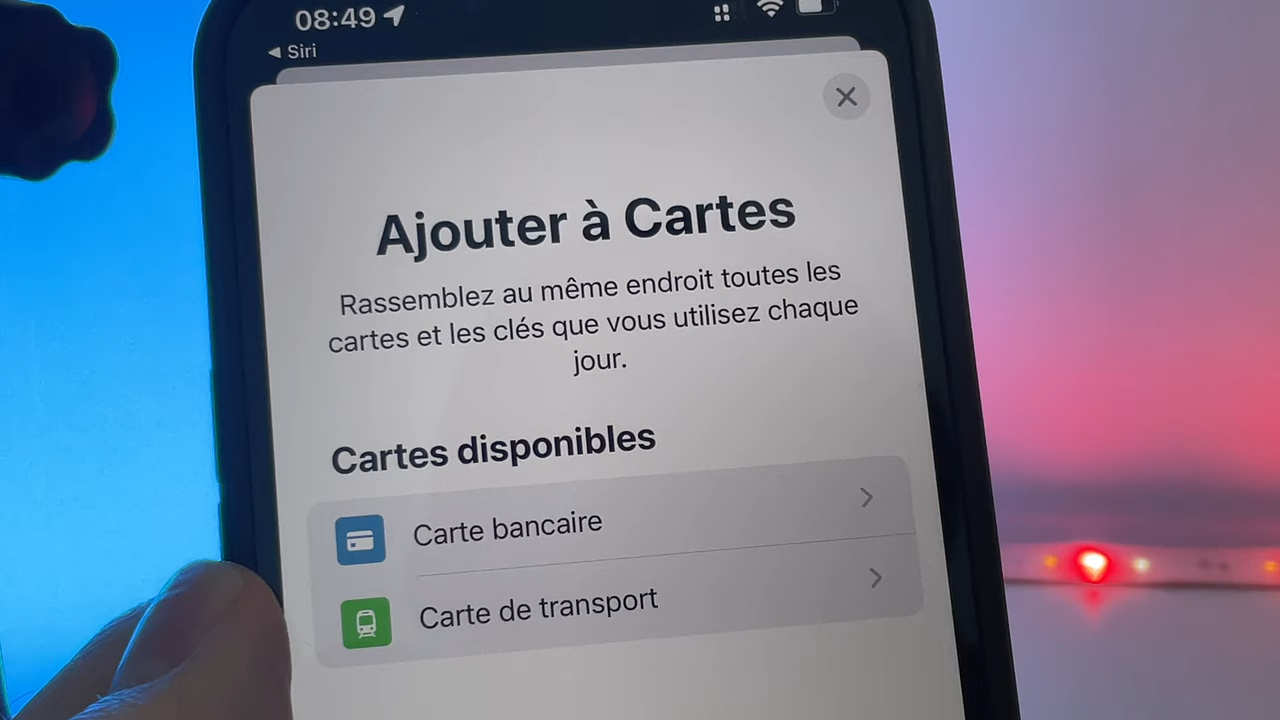 08:49
◀ Siri
Ajouter à Cartes
Rassemblez au même endroit toutes les
cartes et les clés que vous utilisez chaque
jour.
Cartes disponibles
Carte bancaire
Carte de transport